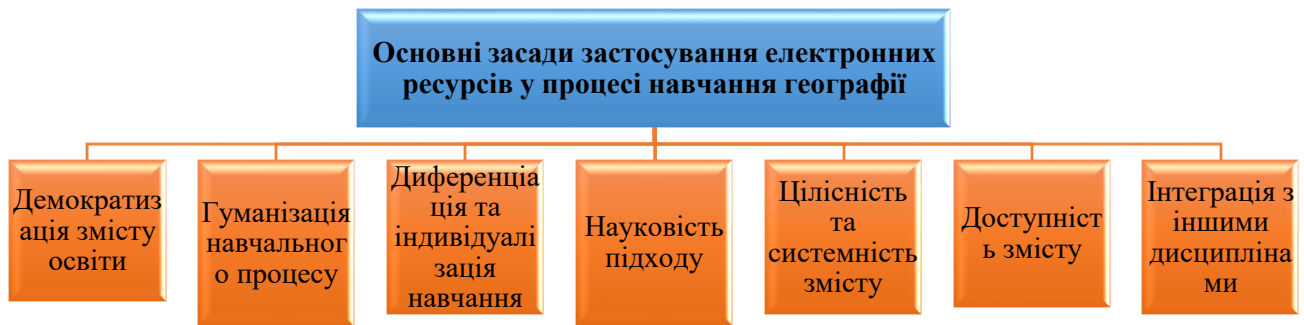 Основні засади застосування електронних
ресурсів у процесі навчання географії
Демократиз
ація змісту
освіти
Гуманізація
навчальног
о процесу
Диференціа
ція та
індивідуалі
зація
навчання
Науковість
підходу
Цілісність
та
системність
змісту
Доступніст
ь змісту
Інтеграція з
іншими
дисципліна
ми